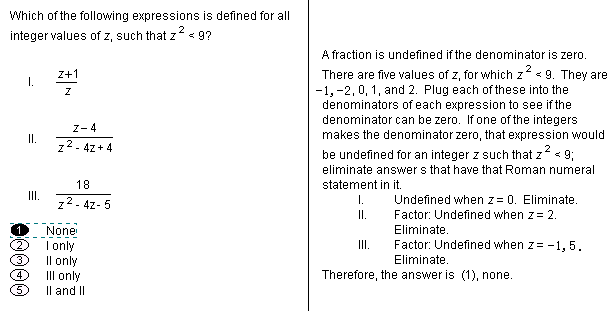 Which of the following expressions is defined for all
integer values of z, such that z² < 9?
I. z+1
z
II. z – 4
z² - 4z + 4
III. 18
z² - 4z- 5
1 None
2 I only
3 II only
4 III only
5 II and II
A fraction is undefined if the denominator is zero.
There are five values of z, for which z² < 9. They are
−1, −2, 0, 1, and 2. Plug each of these into the
denominators of each expression to see if the
denominator can be zero. If one of the integers
makes the denominator zero, that expression would
be undefined for an integer z such that z² < 9;
eliminate answer s that have that Roman numeral
statement in it.
I. Undefined when z = 0. Eliminate.
II. Factor: Undefined when z = 2.
Eliminate.
III. Factor: Undefined when z = −1, 5.
Eliminate.
Therefore, the answer is (1), none.